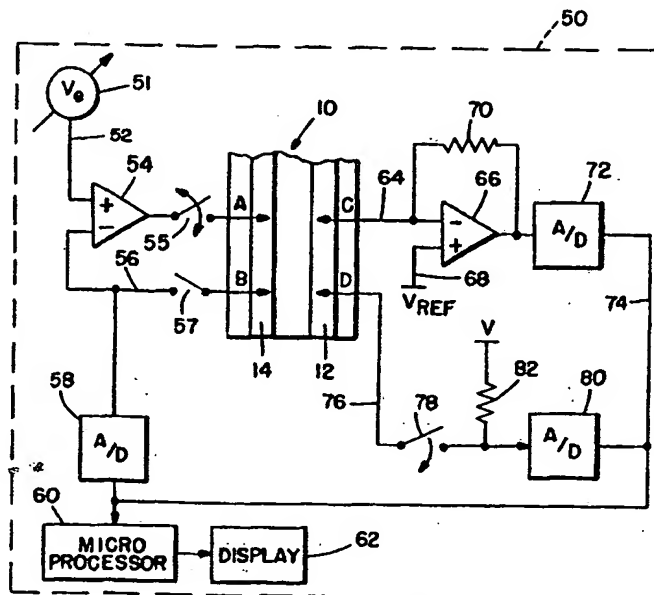 50
Ve
51
52
54
+
-
55
A
10
C
64
70
66
-
+
68
VREF
72
A/D
74
56
57
B
D
14
12
76
78
V
82
80
A/D
58
A/D
60
MICRO
PROCESSOR
DISPLAY
62